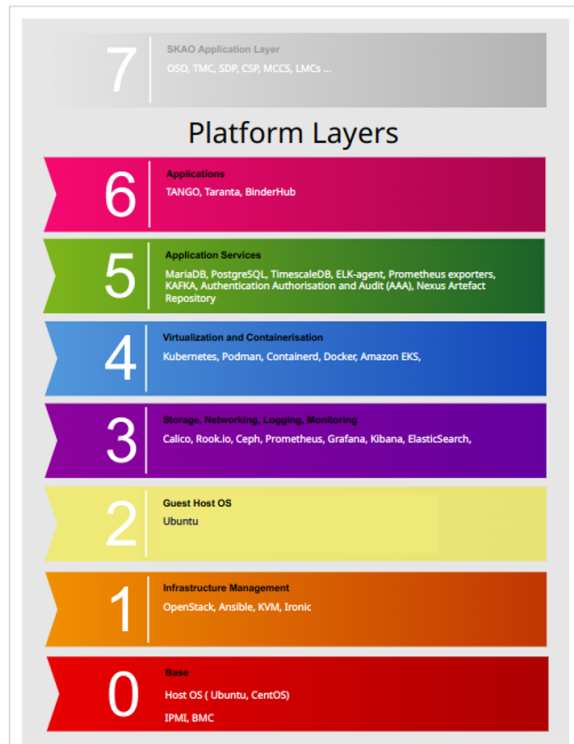 7
SKAO Application Layer
OSO, TMC, SDP, CSP, MCCS, LMCs ...
Platform Layers
6
Applications
TANGO, Taranta, BinderHub
5
Application Services
MariaDB, PostgreSQL, TimescaleDB, ELK-agent, Prometheus exporters,
KAFKA, Authentication Authorisation and Audit (AAA), Nexus Artefact
Repository
4
Virtualization and Containerisation
Kubernetes, Podman, Containerd, Docker, Amazon EKS,
3
Storage, Networking, Logging, Monitoring
Calico, Rook.io, Ceph, Prometheus, Grafana, Kibana, ElasticSearch,
2
Guest Host OS
Ubuntu
1
Infrastructure Management
OpenStack, Ansible, KVM, Ironic
0
Base
Host OS ( Ubuntu, CentOS)
IPMI, BMC